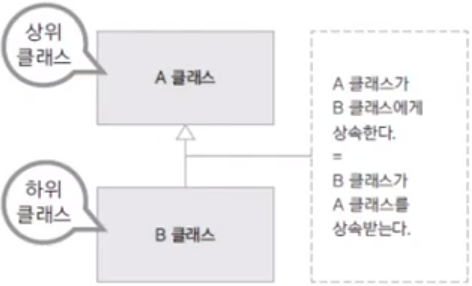 상위
클래스
A 클래스
하위
클래스
B 클래스
A 클래스가
B 클래스에게
상속한다.
=
B 클래스가
A 클래스를
상속받는다.